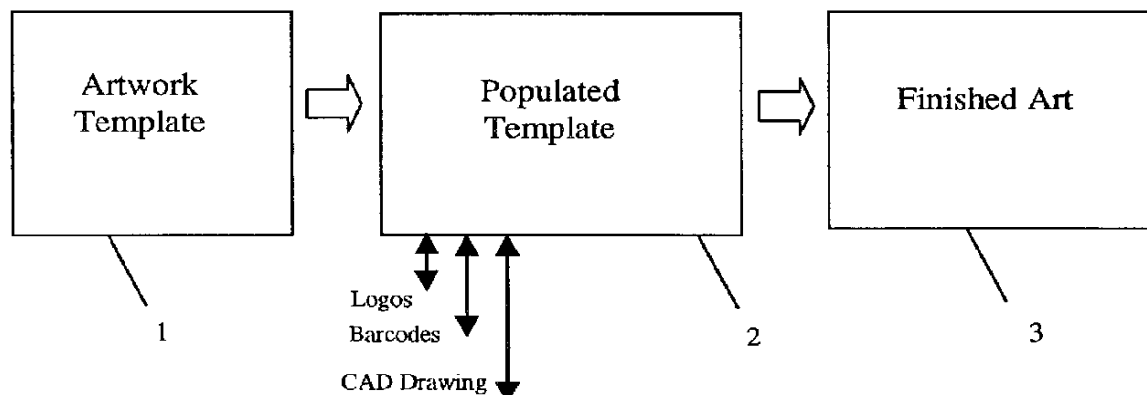 Artwork
Template
Populated
Template
Finished Art
Logos
Barcodes
CAD Drawing
1
2
3